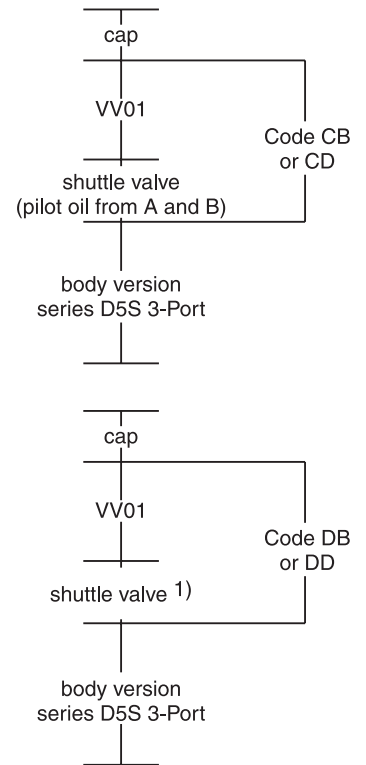 cap
VV01
Code CB
or CD
shuttle valve
(pilot oil from A and B)
body version
series D5S 3-Port
cap
VV01
Code DB
or DD
shuttle valve 1)
body version
series D5S 3-Port